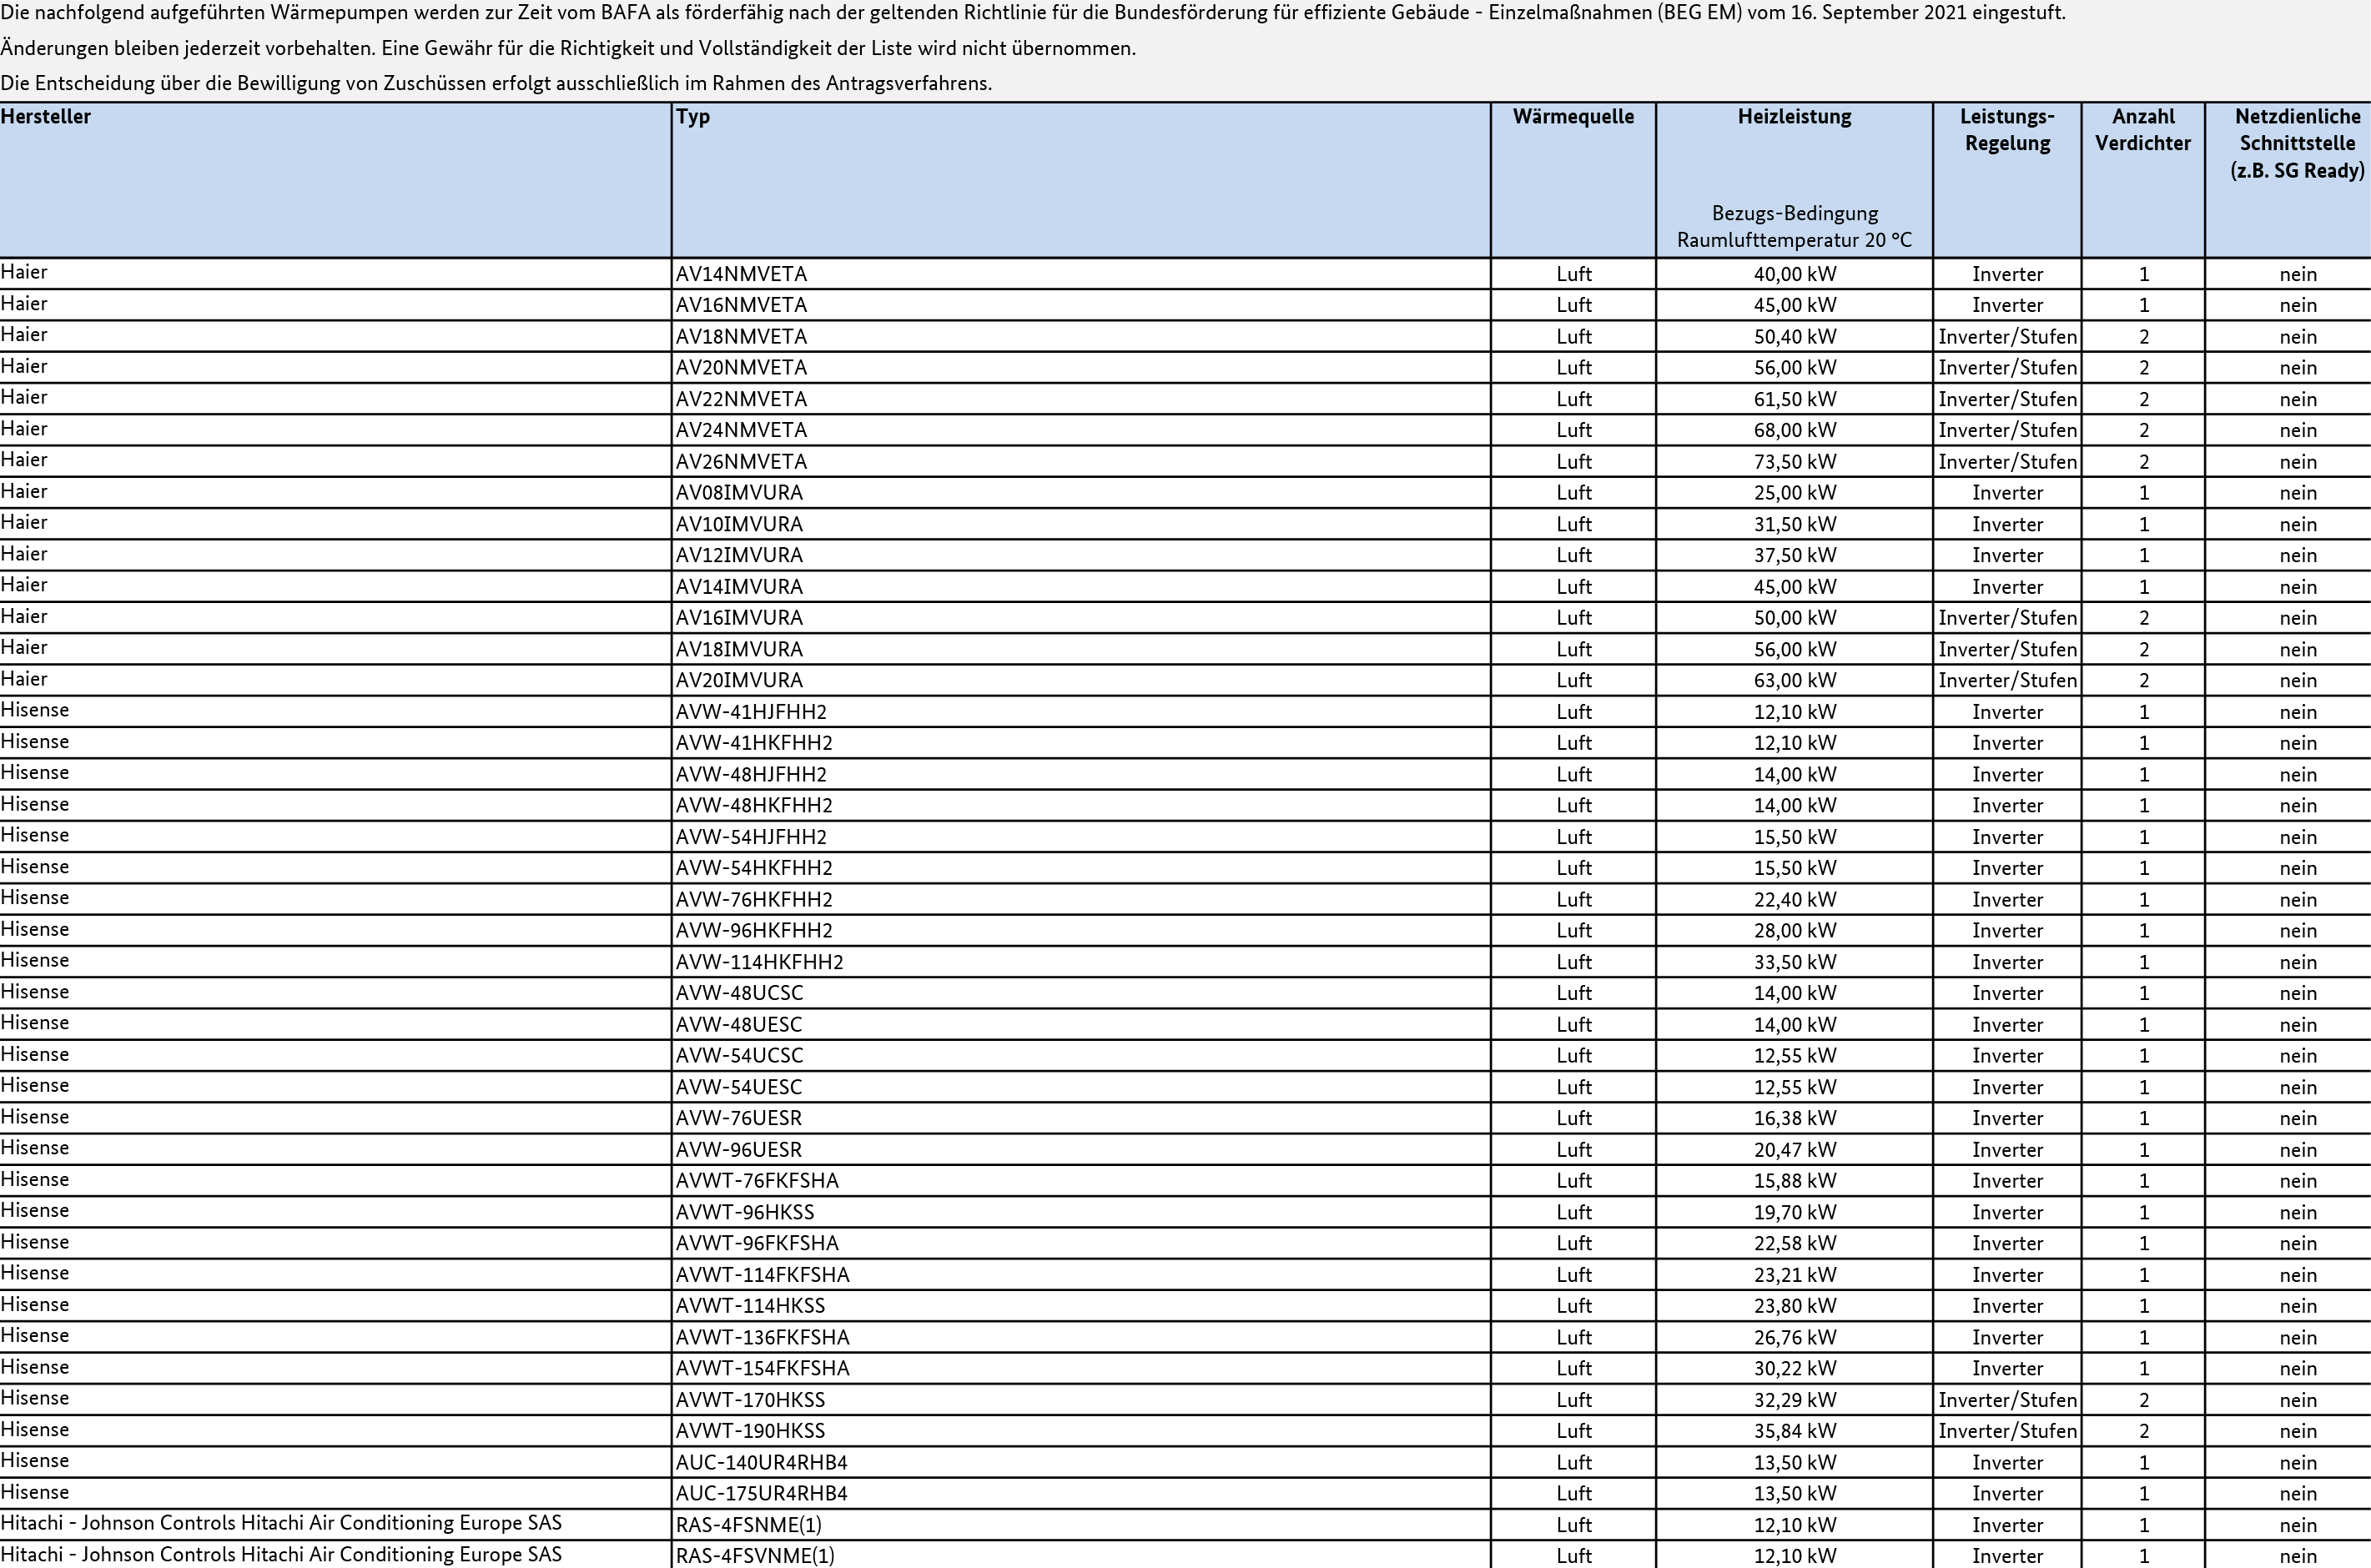 Die nachfolgend aufgeführten Wärmepumpen werden zur Zeit vom BAFA als förderfähig nach der geltenden Richtlinie für die Bundesförderung für effiziente Gebäude - Einzelmaßnahmen (BEG EM) vom 16. September 2021 eingestuft.
Änderungen bleiben jederzeit vorbehalten. Eine Gewähr für die Richtigkeit und Vollständigkeit der Liste wird nicht übernommen.
Die Entscheidung über die Bewilligung von Zuschüssen erfolgt ausschließlich im Rahmen des Antragsverfahrens.
Hersteller Typ Wärmequelle Heizleistung Leistungs- Anzahl Netzdienliche
Regelung Verdichter Schnittstelle
(z.B. SG Ready)
Bezugs-Bedingung
Raumlufttemperatur 20 °C
Haier AV14NMVETA Luft 40,00 kW Inverter 1 nein
Haier AV16NMVETA Luft 45,00 kW Inverter 1 nein
Haier AV18NMVETA Luft 50,40 kW Inverter/Stufen 2 nein
Haier AV20NMVETA Luft 56,00 kW Inverter/Stufen 2 nein
Haier AV22NMVETA Luft 61,50 kW Inverter/Stufen 2 nein
Haier AV24NMVETA Luft 68,00 kW Inverter/Stufen 2 nein
Haier AV26NMVETA Luft 73,50 kW Inverter/Stufen 2 nein
Haier AV08IMVURA Luft 25,00 kW Inverter 1 nein
Haier AV10IMVURA Luft 31,50 kW Inverter 1 nein
Haier AV12IMVURA Luft 37,50 kW Inverter 1 nein
Haier AV14IMVURA Luft 45,00 kW Inverter 1 nein
Haier AV16IMVURA Luft 50,00 kW Inverter/Stufen 2 nein
Haier AV18IMVURA Luft 56,00 kW Inverter/Stufen 2 nein
Haier AV20IMVURA Luft 63,00 kW Inverter/Stufen 2 nein
Hisense AVW-41HJFHH2 Luft 12,10 kW Inverter 1 nein
Hisense AVW-41HKFHH2 Luft 12,10 kW Inverter 1 nein
Hisense AVW-48HJFHH2 Luft 14,00 kW Inverter 1 nein
Hisense AVW-48HKFHH2 Luft 14,00 kW Inverter 1 nein
Hisense AVW-54HJFHH2 Luft 15,50 kW Inverter 1 nein
Hisense AVW-54HKFHH2 Luft 15,50 kW Inverter 1 nein
Hisense AVW-76HKFHH2 Luft 22,40 kW Inverter 1 nein
Hisense AVW-96HKFHH2 Luft 28,00 kW Inverter 1 nein
Hisense AVW-114HKFHH2 Luft 33,50 kW Inverter 1 nein
Hisense AVW-48UCSC Luft 14,00 kW Inverter 1 nein
Hisense AVW-48UESC Luft 14,00 kW Inverter 1 nein
Hisense AVW-54UCSC Luft 12,55 kW Inverter 1 nein
Hisense AVW-54UESC Luft 12,55 kW Inverter 1 nein
Hisense AVW-76UESR Luft 16,38 kW Inverter 1 nein
Hisense AVW-96UESR Luft 20,47 kW Inverter 1 nein
Hisense AVWT-76FKFSHA Luft 15,88 kW Inverter 1 nein
Hisense AVWT-96HKSS Luft 19,70 kW Inverter 1 nein
Hisense AVWT-96FKFSHA Luft 22,58 kW Inverter 1 nein
Hisense AVWT-114FKFSHA Luft 23,21 kW Inverter 1 nein
Hisense AVWT-114HKSS Luft 23,80 kW Inverter 1 nein
Hisense AVWT-136FKFSHA Luft 26,76 kW Inverter 1 nein
Hisense AVWT-154FKFSHA Luft 30,22 kW Inverter 1 nein
Hisense AVWT-170HKSS Luft 32,29 kW Inverter/Stufen 2 nein
Hisense AVWT-190HKSS Luft 35,84 kW Inverter/Stufen 2 nein
Hisense AUC-140UR4RHB4 Luft 13,50 kW Inverter 1 nein
Hisense AUC-175UR4RHB4 Luft 13,50 kW Inverter 1 nein
Hitachi - Johnson Controls Hitachi Air Conditioning Europe SAS RAS-4FSNME(1) Luft 12,10 kW Inverter 1 nein
Hitachi - Johnson Controls Hitachi Air Conditioning Europe SAS RAS-4FSVNME(1) Luft 12,10 kW Inverter 1 nein